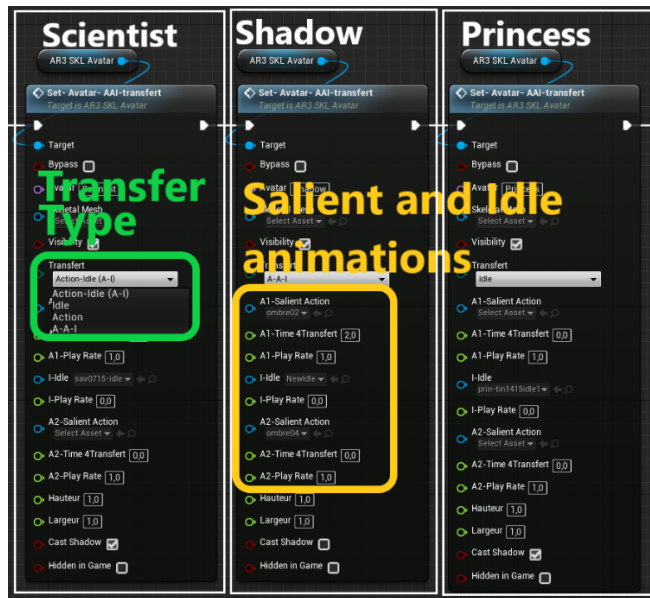 Scientist
AR3 SKL Avatar
Set- Avatar- AAI-transfert
Target is AR3 SKL Avatar
Target
Bypass
Transfer
Type
Visibility
Transfert
Action-Idle (A-I)
Action-Idle (A-I)
Idle
Action
A-A-I
A1-Play Rate 1,0
I-Idle sav0715-idle
I-Play Rate 0,0
A2-Salient Action
Select Asset
A2-Time 4Transfert 0,0
A2-Play Rate 1,0
Hauteur 1,0
Largeur 1,0
Cast Shadow
Hidden in Game
Shadow
AR3 SKL Avatar
Set- Avatar- AAI-transfert
Target is AR3 SKL Avatar
Target
Bypass
Avatar Shadow
Salient and Idle
animations
Select Asset
Visibility
A-A-I
A1-Salient Action
ombre02
A1-Time 4Transfert 2,0
A1-Play Rate 1,0
I-Idle NewIdle
I-Play Rate 0,0
A2-Salient Action
ombre04
A2-Time 4Transfert 0,0
A2-Play Rate 1,0
Hauteur 1,0
Largeur 1,0
Cast Shadow
Hidden in Game
Princess
AR3 SKL Avatar
Set- Avatar- AAI-transfert
Target is AR3 SKL Avatar
Target
Bypass
Avatar Princess
Skeletal Mesh
Select Asset
Visibility
Transfert
Idle
A1-Salient Action
Select Asset
A1-Time 4Transfert 0,0
A1-Play Rate 1,0
I-Idle
prin-tin1415idle1
I-Play Rate 0,0
A2-Salient Action
Select Asset
A2-Time 4Transfert 0,0
A2-Play Rate 1,0
Hauteur 1,0
Largeur 1,0
Cast Shadow
Hidden in Game